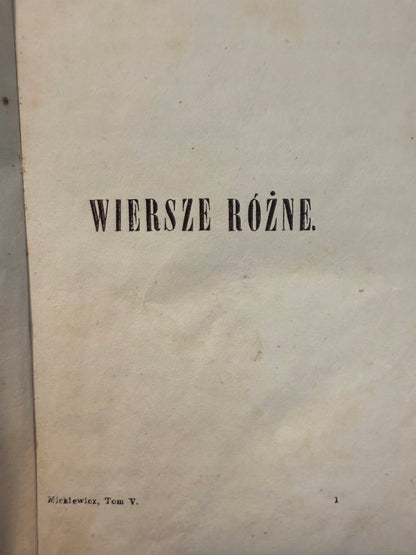 WIERSZE RÓŻNE.
Mickiewicz, Tom V. 1